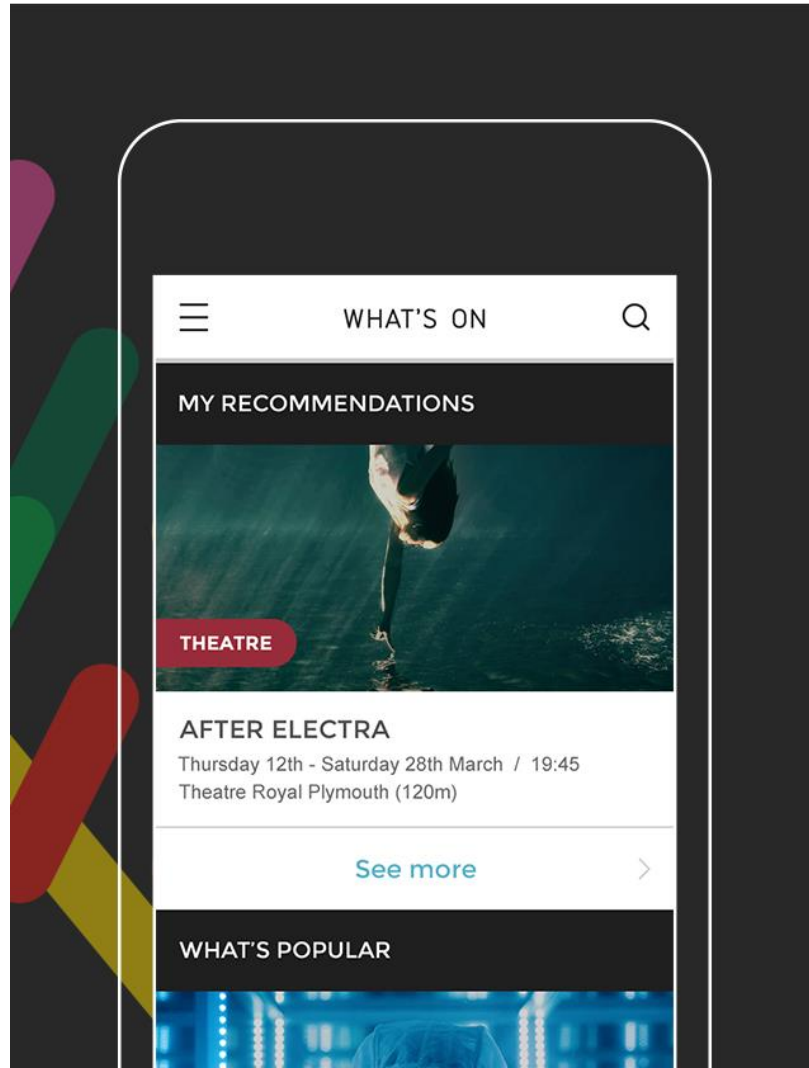 WHAT'S ON
MY RECOMMENDATIONS
THEATRE
AFTER ELECTRA
Thursday 12th - Saturday 28th March / 19:45
Theatre Royal Plymouth (120m)
See more
WHAT'S POPULAR